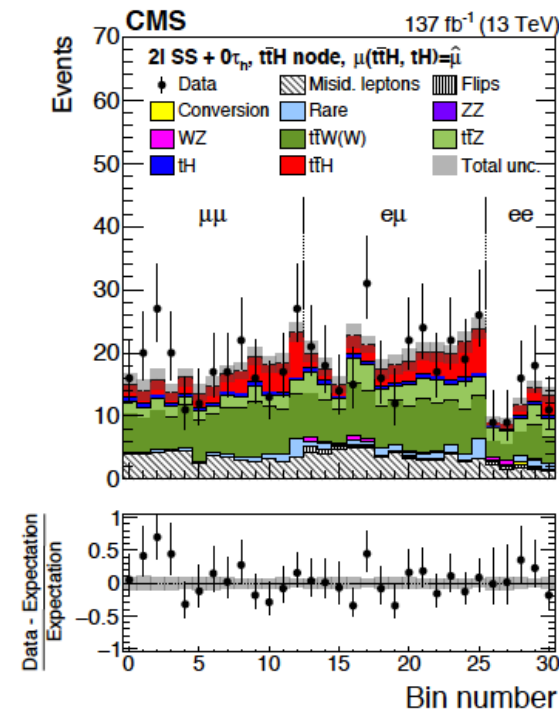 CMS 137 fb⁻¹ (13 TeV)
2l SS + 0τₕ, tt̄H node, μ(tt̄H, tH)=μ̂
Data Misid. leptons Flips
Conversion Rare ZZ
WZ tt̄W(W) tt̄Z
tH tt̄H Total unc.
μμ eμ ee
Events
70
60
50
40
30
20
10
0
Data - Expectation
Expectation
1
0.5
0
−0.5
−1
0 5 10 15 20 25 30
Bin number